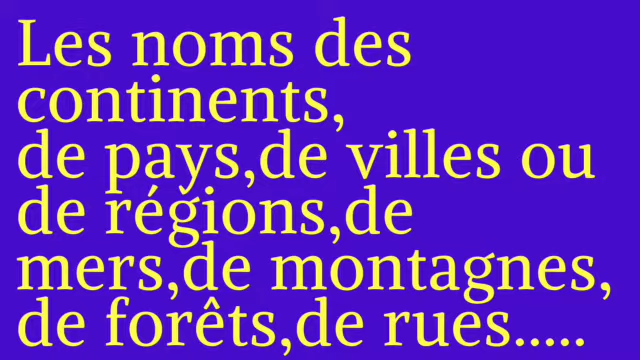 Les noms des
continents,
de pays,de villes ou
de régions,de
mers,de montagnes,
de forêts,de rues.....